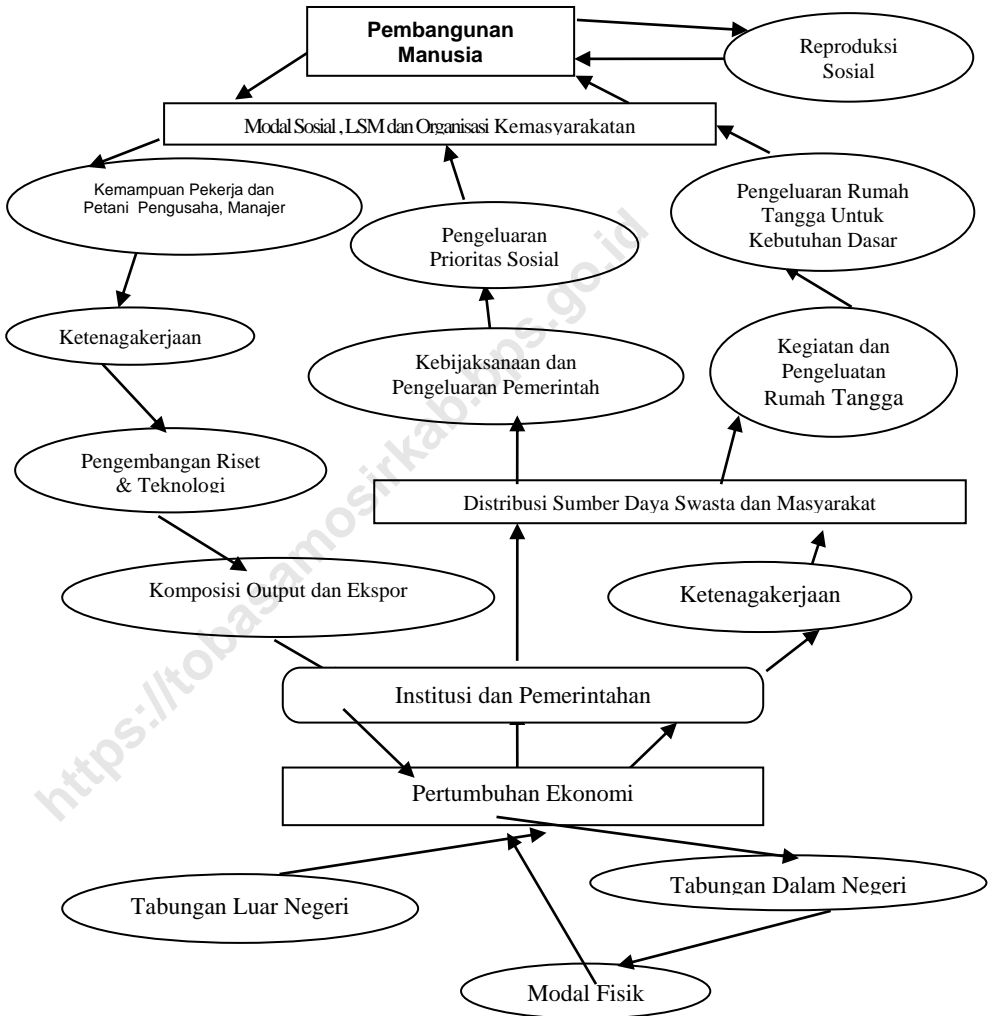 Pembangunan
Manusia
Reproduksi
Sosial
Modal Sosial , LSM dan Organisasi Kemasyarakatan
Kemampuan Pekerja dan
Petani Pengusaha, Manajer
Pengeluaran
Prioritas Sosial
Pengeluaran Rumah
Tangga Untuk
Kebutuhan Dasar
Ketenagakerjaan
Kebijaksanaan dan
Pengeluaran Pemerintah
Kegiatan dan
Pengeluatan
Rumah Tangga
Pengembangan Riset
& Teknologi
Distribusi Sumber Daya Swasta dan Masyarakat
Komposisi Output dan Ekspor
Ketenagakerjaan
Institusi dan Pemerintahan
Pertumbuhan Ekonomi
Tabungan Luar Negeri
Tabungan Dalam Negeri
Modal Fisik
https://tobasamosirkab.bps.go.id